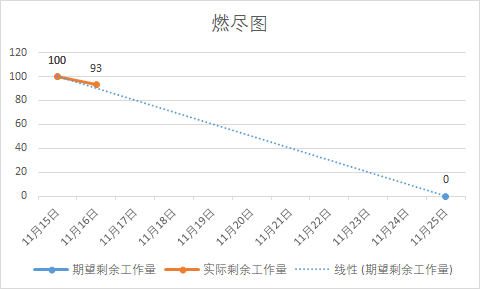 燃尽图
120
100
80
60
40
20
0
100
93
0
11月15日
11月16日
11月17日
11月18日
11月19日
11月20日
11月21日
11月22日
11月23日
11月24日
11月25日
期望剩余工作量 实际剩余工作量 线性 (期望剩余工作量)